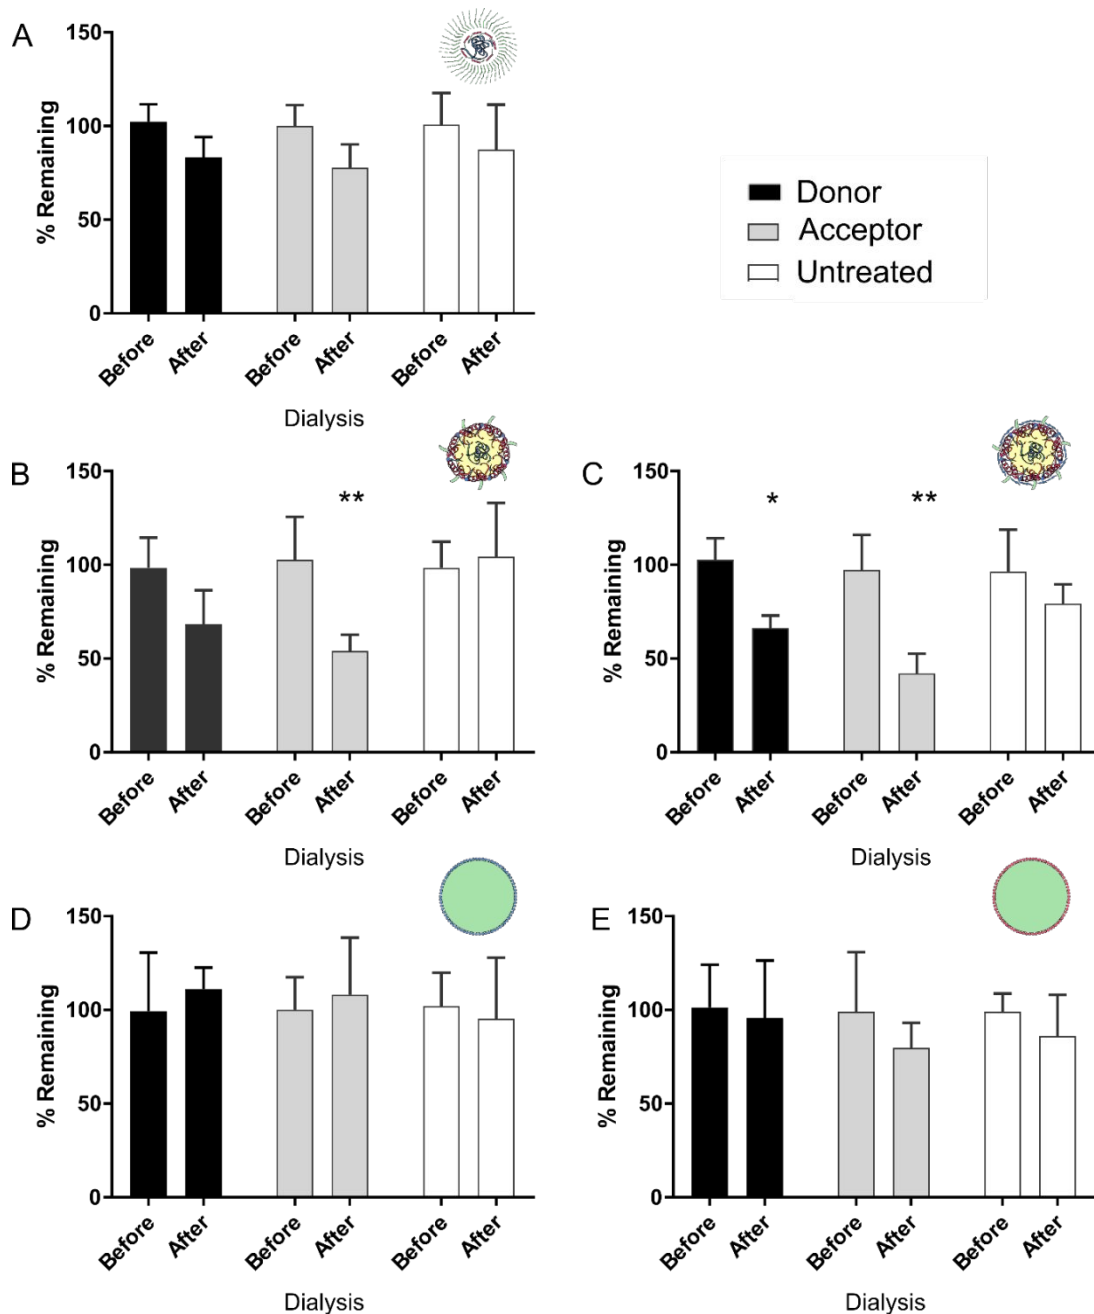 A
% Remaining
150
100
50
0
Before
After
Before
After
Before
After
Dialysis
Donor
Acceptor
Untreated
B
% Remaining
150
100
50
0
**
Before
After
Before
After
Before
After
Dialysis
C
% Remaining
150
100
50
0
*
**
Before
After
Before
After
Before
After
Dialysis
D
% Remaining
150
100
50
0
Before
After
Before
After
Before
After
Dialysis
E
% Remaining
150
100
50
0
Before
After
Before
After
Before
After
Dialysis